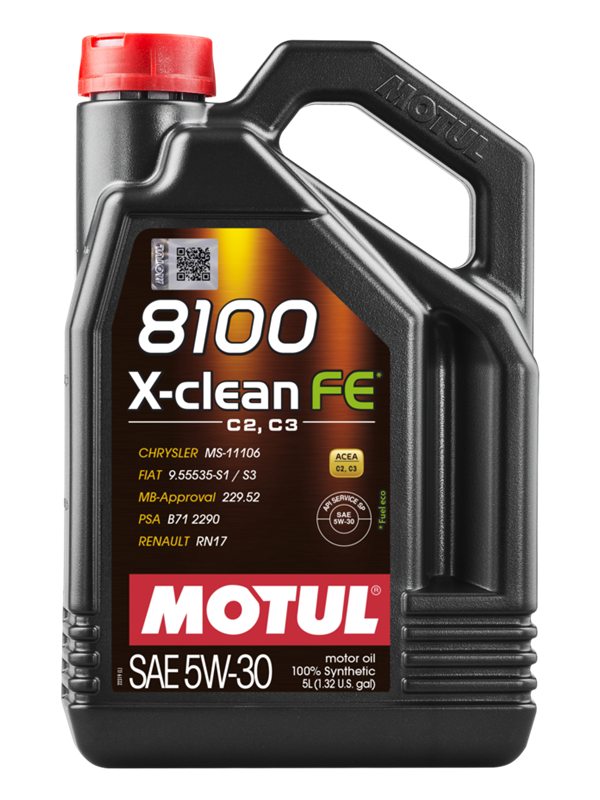 MOTUL
MOTUL
8100
X-clean FE*
C2, C3
CHRYSLER MS-11106
FIAT 9.55535-S1 / S3
MB-Approval 229.52
PSA B71 2290
RENAULT RN17
ACEA
C2, C3
API SERVICE SP
SAE
5W-30
* Fuel eco
MOTUL®
SAE 5W-30
motor oil
100% Synthetic
5L (1.32 U.S. gal)